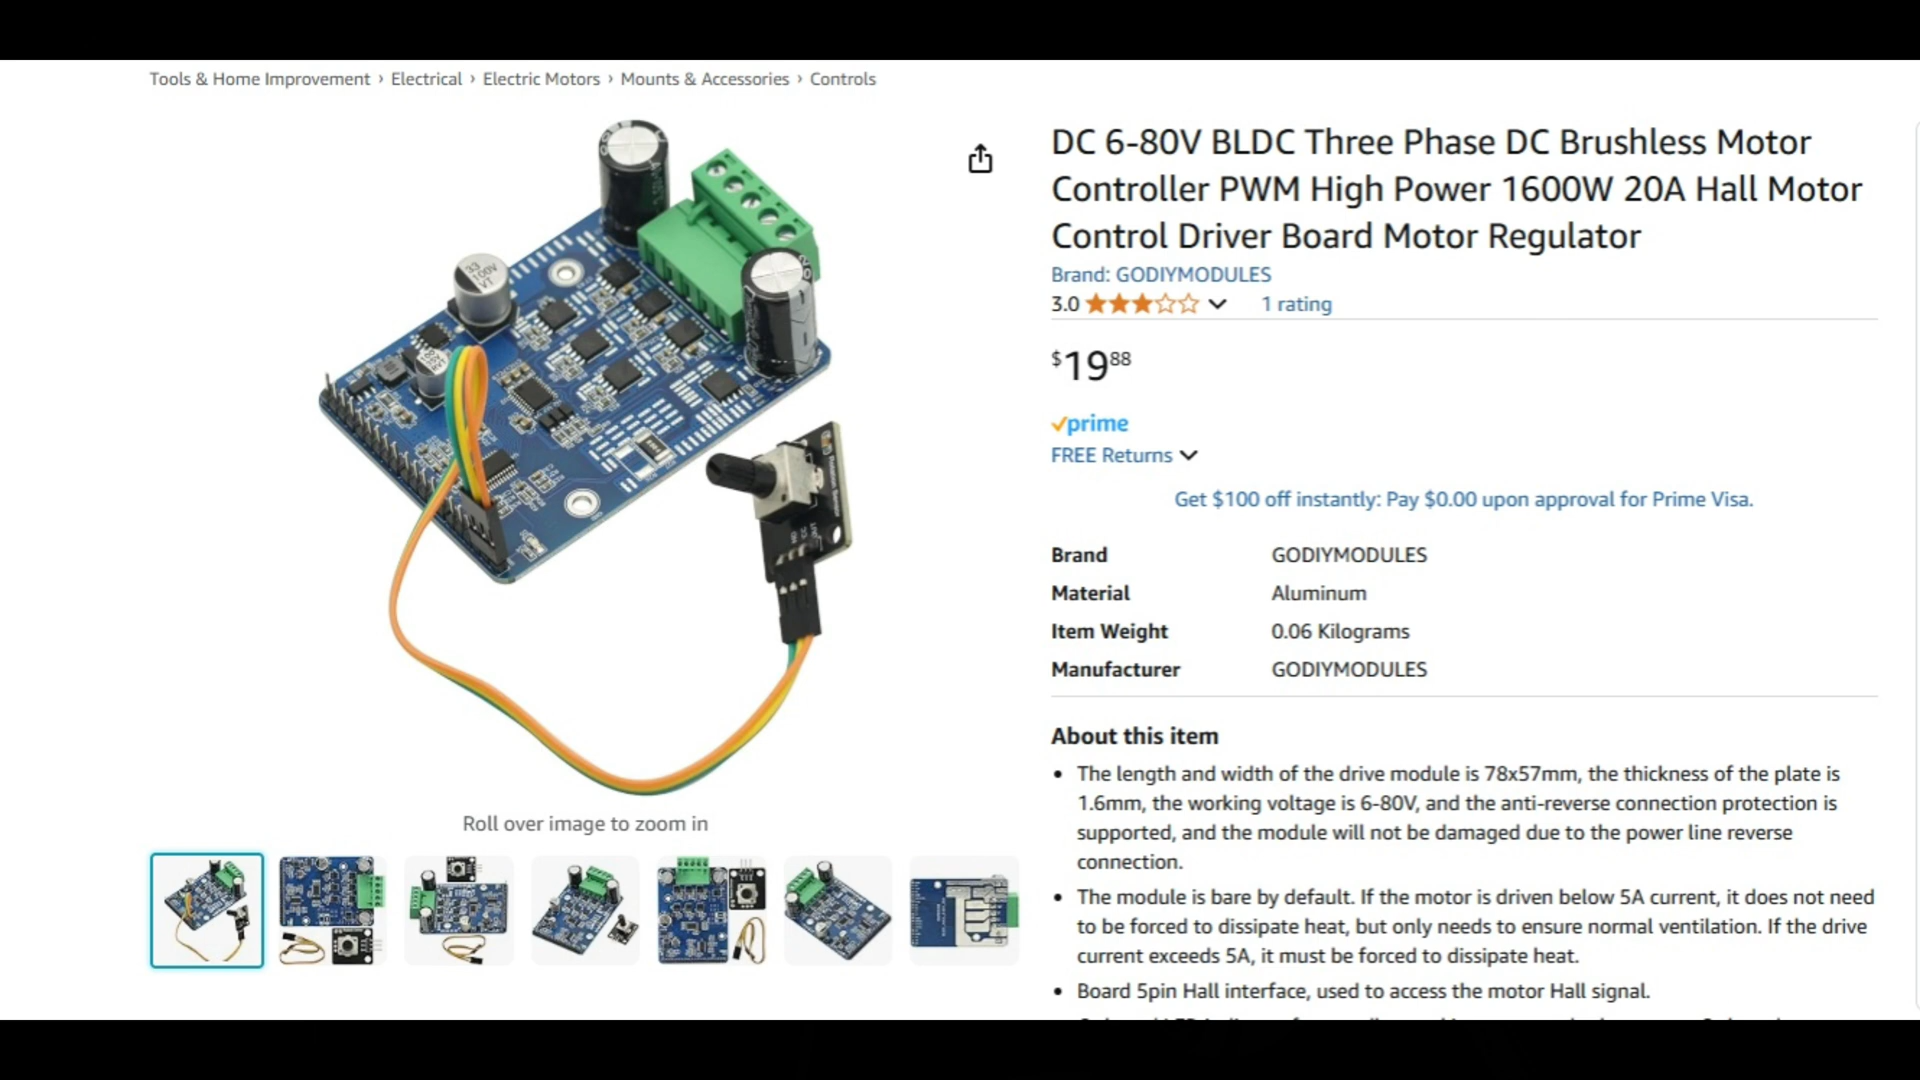 Tools & Home Improvement › Electrical › Electric Motors › Mounts & Accessories › Controls
DC 6-80V BLDC Three Phase DC Brushless Motor
Controller PWM High Power 1600W 20A Hall Motor
Control Driver Board Motor Regulator
Brand: GODIYMODULES
3.0 1 rating
$19 88
prime
FREE Returns
Get $100 off instantly: Pay $0.00 upon approval for Prime Visa.
Brand GODIYMODULES
Material Aluminum
Item Weight 0.06 Kilograms
Manufacturer GODIYMODULES
About this item
• The length and width of the drive module is 78x57mm, the thickness of the plate is
1.6mm, the working voltage is 6-80V, and the anti-reverse connection protection is
supported, and the module will not be damaged due to the power line reverse
connection.
• The module is bare by default. If the motor is driven below 5A current, it does not need
to be forced to dissipate heat, but only needs to ensure normal ventilation. If the drive
current exceeds 5A, it must be forced to dissipate heat.
• Board 5pin Hall interface, used to access the motor Hall signal.
33
100V
VT
Roll over image to zoom in